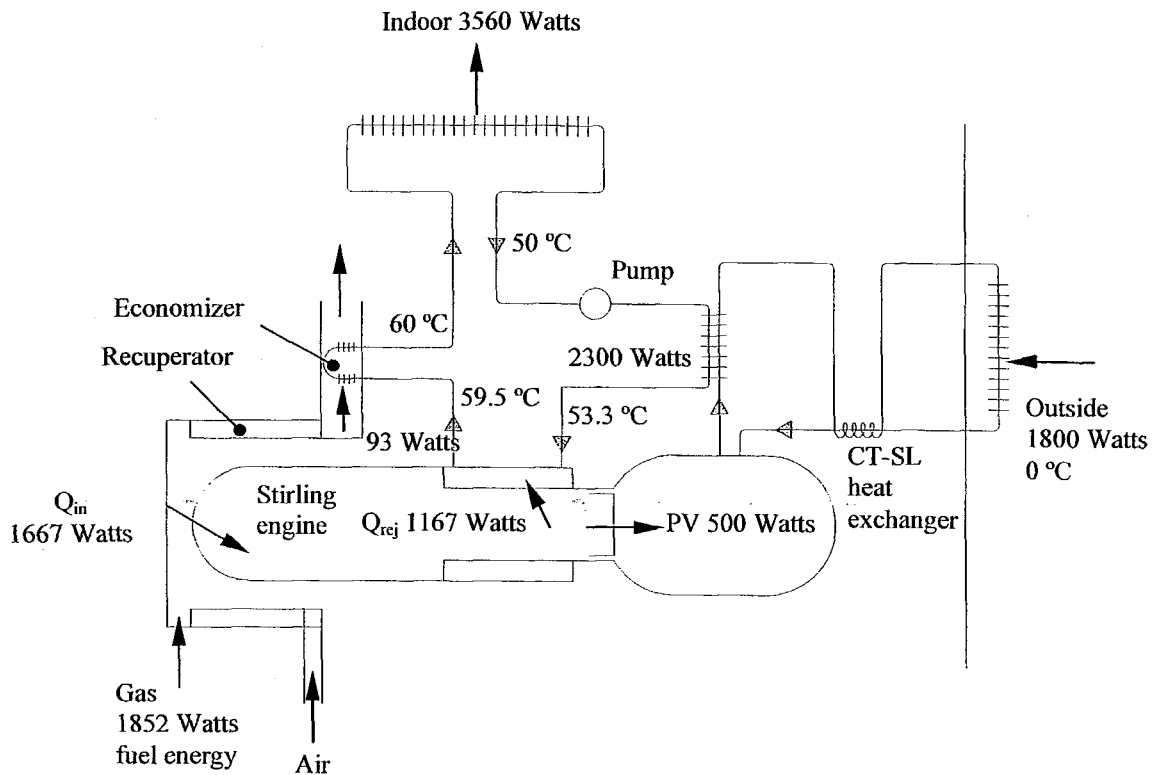 Indoor 3560 Watts
50 ºC
Pump
Economizer
60 ºC
Recuperator
2300 Watts
59.5 ºC
53.3 ºC
93 Watts
Outside
1800 Watts
0 ºC
CT-SL
heat
exchanger
Qin
1667 Watts
Stirling
engine
Qrej 1167 Watts
PV 500 Watts
Gas
1852 Watts
fuel energy
Air